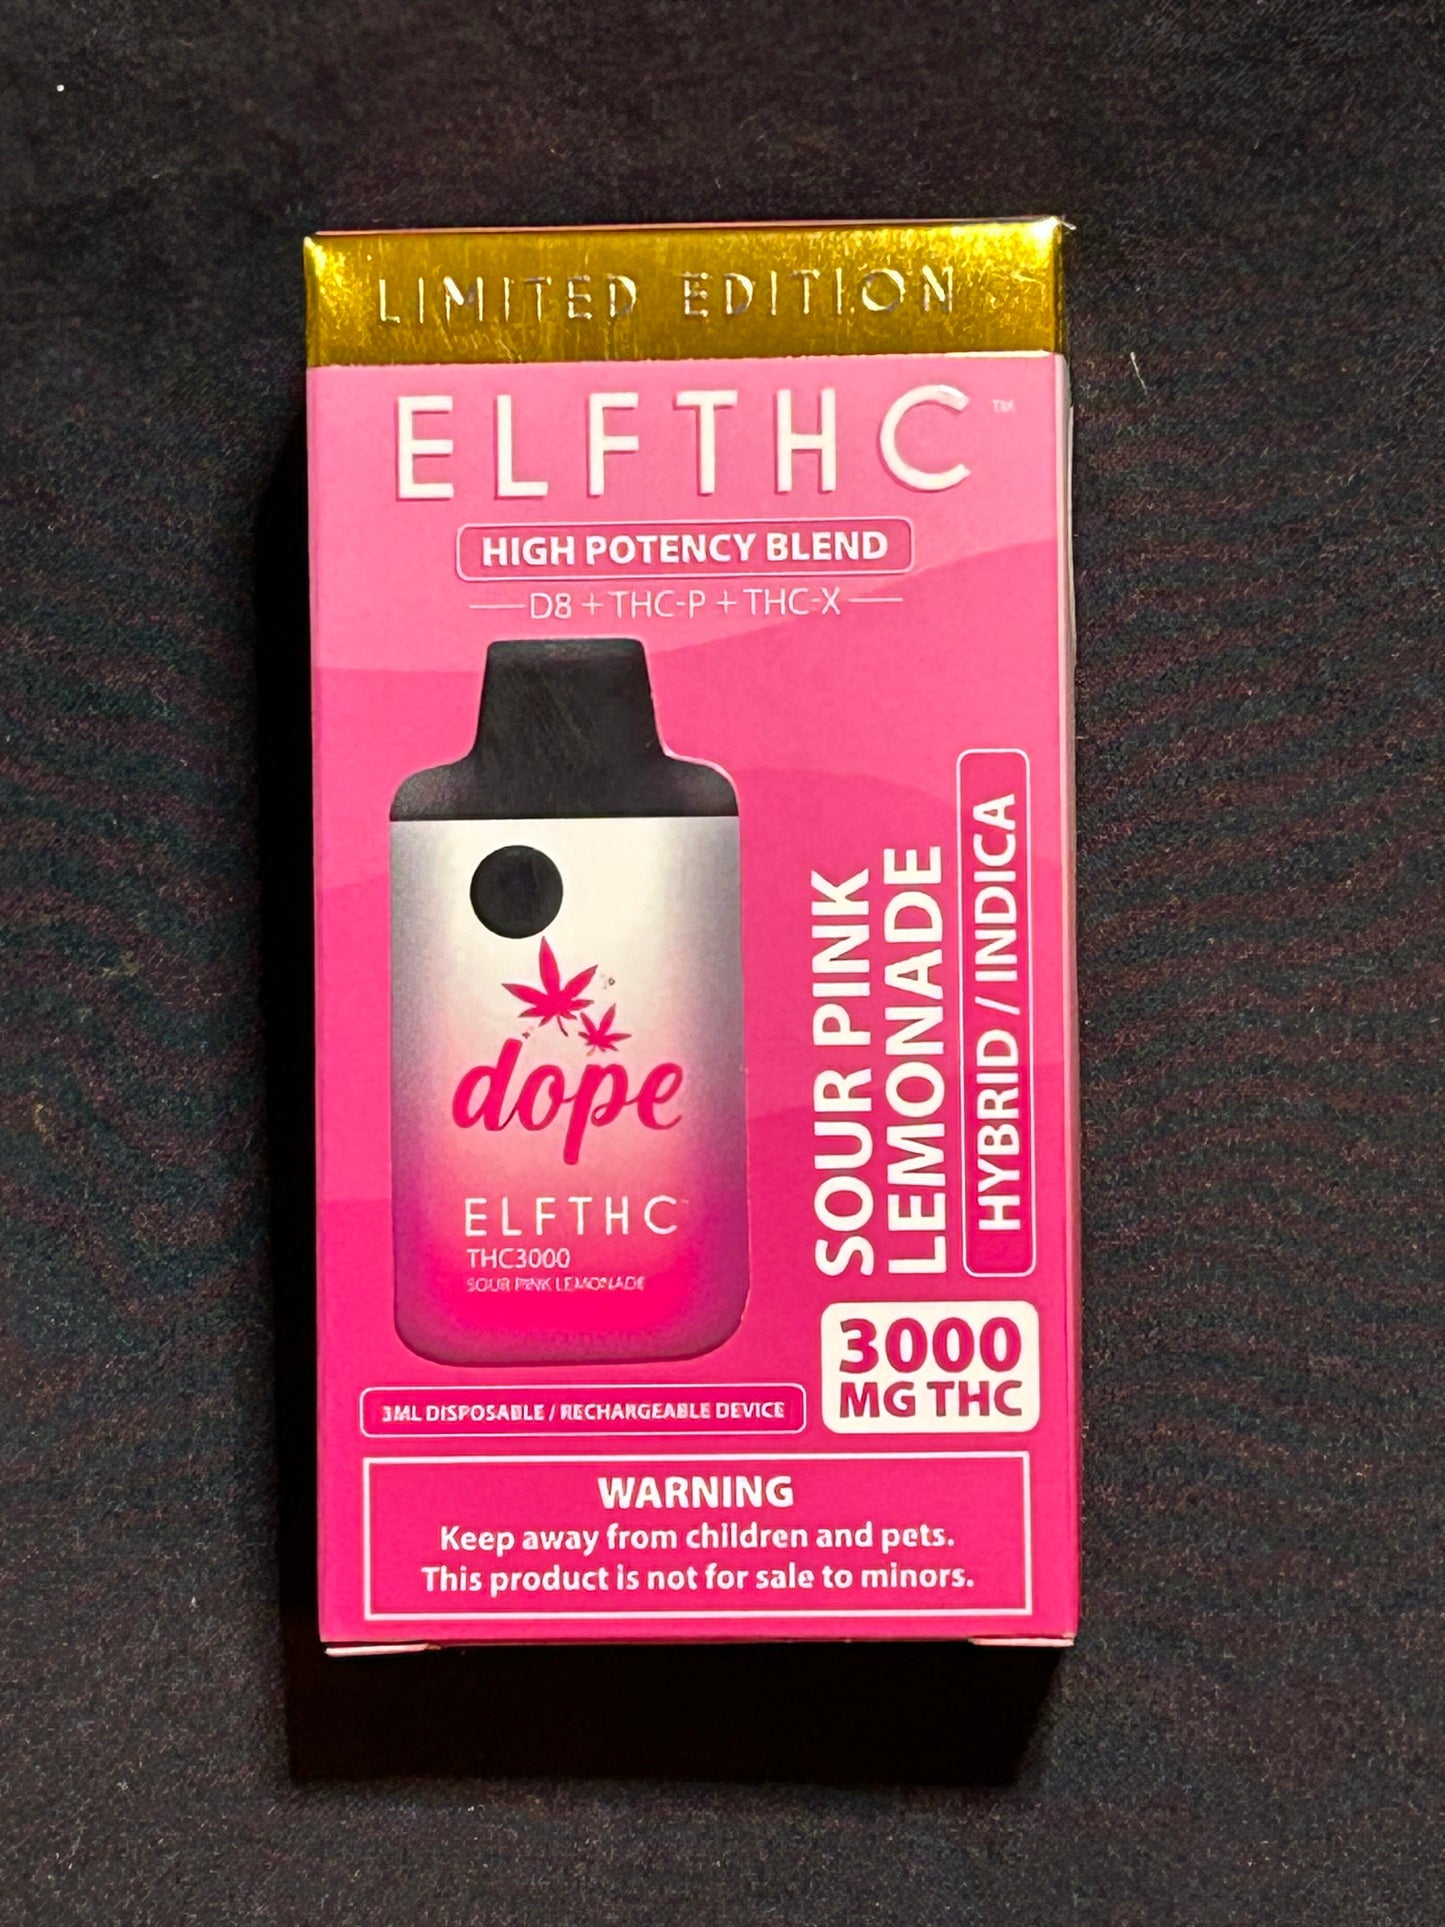 LIMITED EDITION
ELFTHC™
HIGH POTENCY BLEND
D8 + THC-P + THC-X
dope
ELFTHC
THC3000
SOUR PINK LEMONADE
SOUR PINK
LEMONADE
HYBRID / INDICA
3000
MG THC
3ML DISPOSABLE / RECHARGEABLE DEVICE
WARNING
Keep away from children and pets.
This product is not for sale to minors.